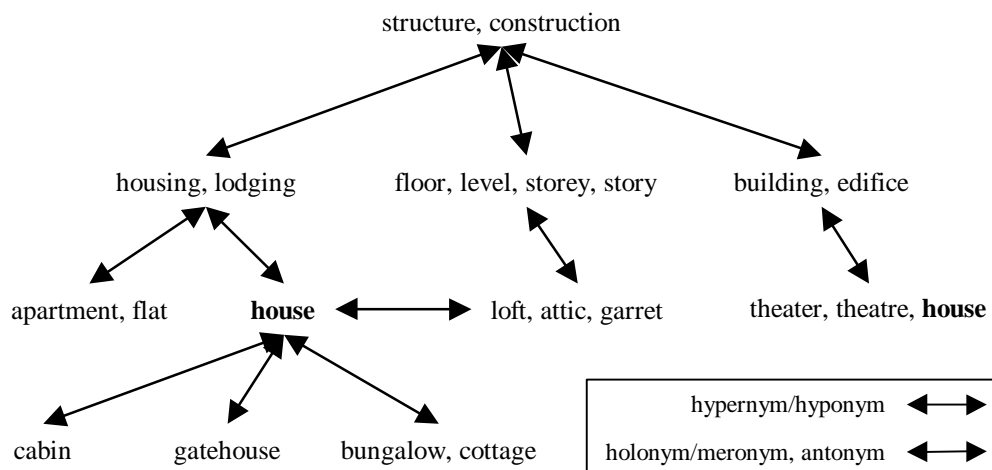 structure, construction
housing, lodging
floor, level, storey, story
building, edifice
apartment, flat
house
loft, attic, garret
theater, theatre, house
cabin
gatehouse
bungalow, cottage
hypernym/hyponym
holonym/meronym, antonym